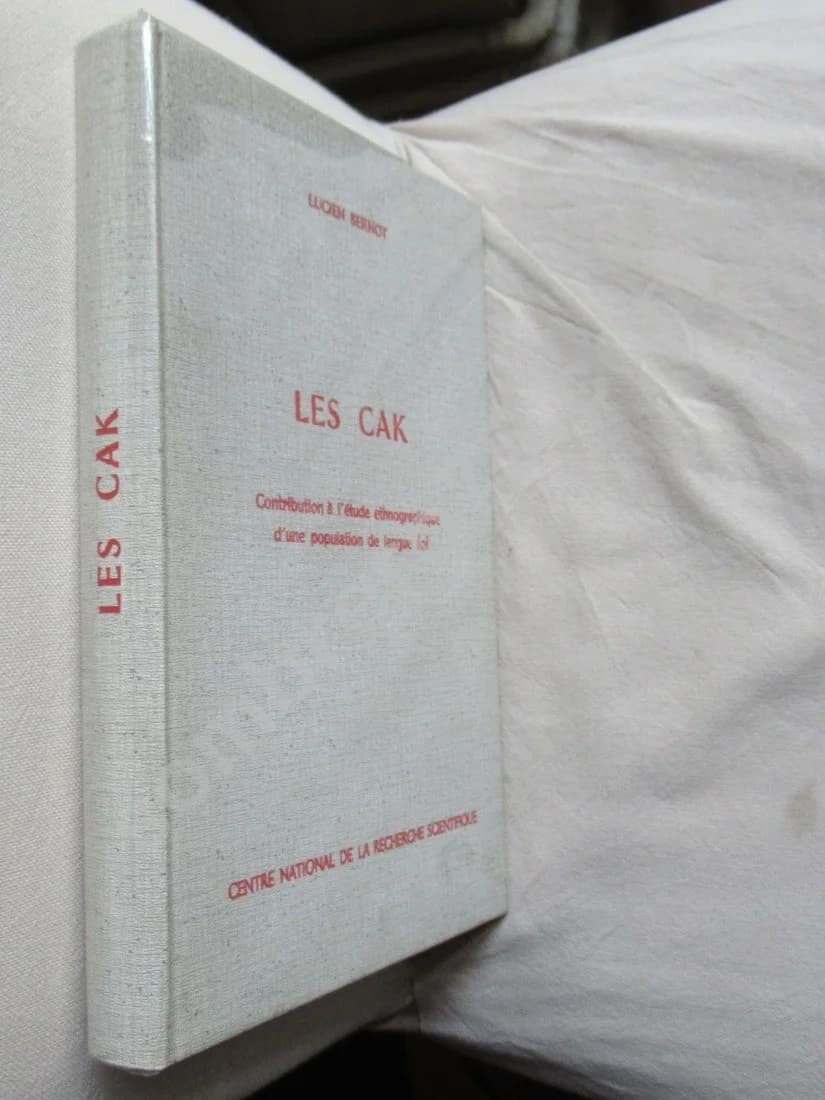 LES CAK
LUCIEN BERNOT
LES CAK
Contribution à l'étude ethnographique
d'une population de langue loi
CENTRE NATIONAL DE LA RECHERCHE SCIENTIFIQUE